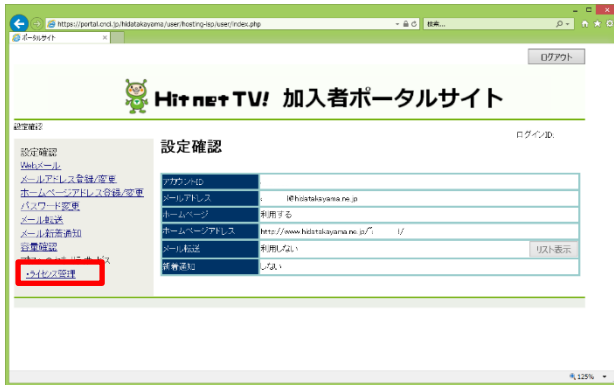 https://portal.cncl.jp/hidatakayama/user/hosting-isp/user/index.php
検索...
ポータルサイト
ログアウト
Hit net TV! 加入者ポータルサイト
設定確認
ログインID.
設定確認
設定確認
Webメール
メールアドレス登録/変更
ホームページアドレス登録/変更
パスワード変更
メール転送
メール新着通知
容量確認
・ライセンス管理
アカウントID
メールアドレス
@hidatakayama.ne.jp
ホームページ 利用する
ホームページアドレス http://www.hidatakayama.ne.jp/
メール転送 利用しない リスト表示
新着通知 しない
125%